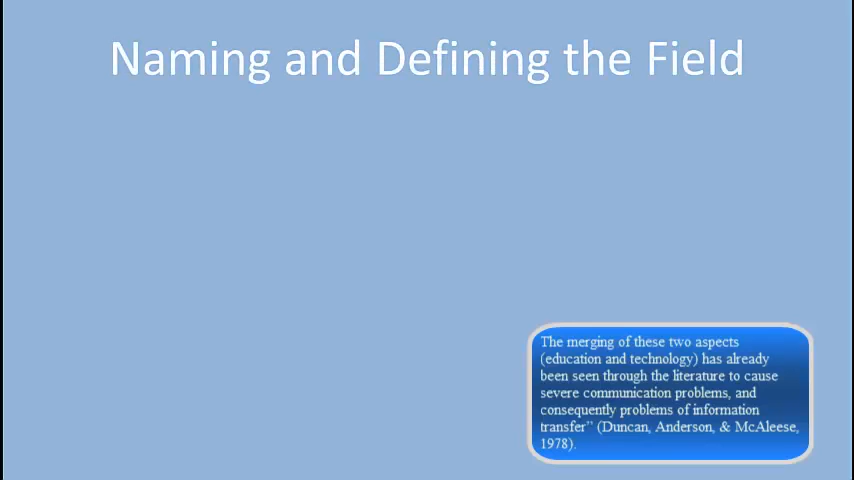 Naming and Defining the Field
The merging of these two aspects
(education and technology) has already
been seen through the literature to cause
severe communication problems, and
consequently problems of information
transfer” (Duncan, Anderson, & McAleese,
1978).